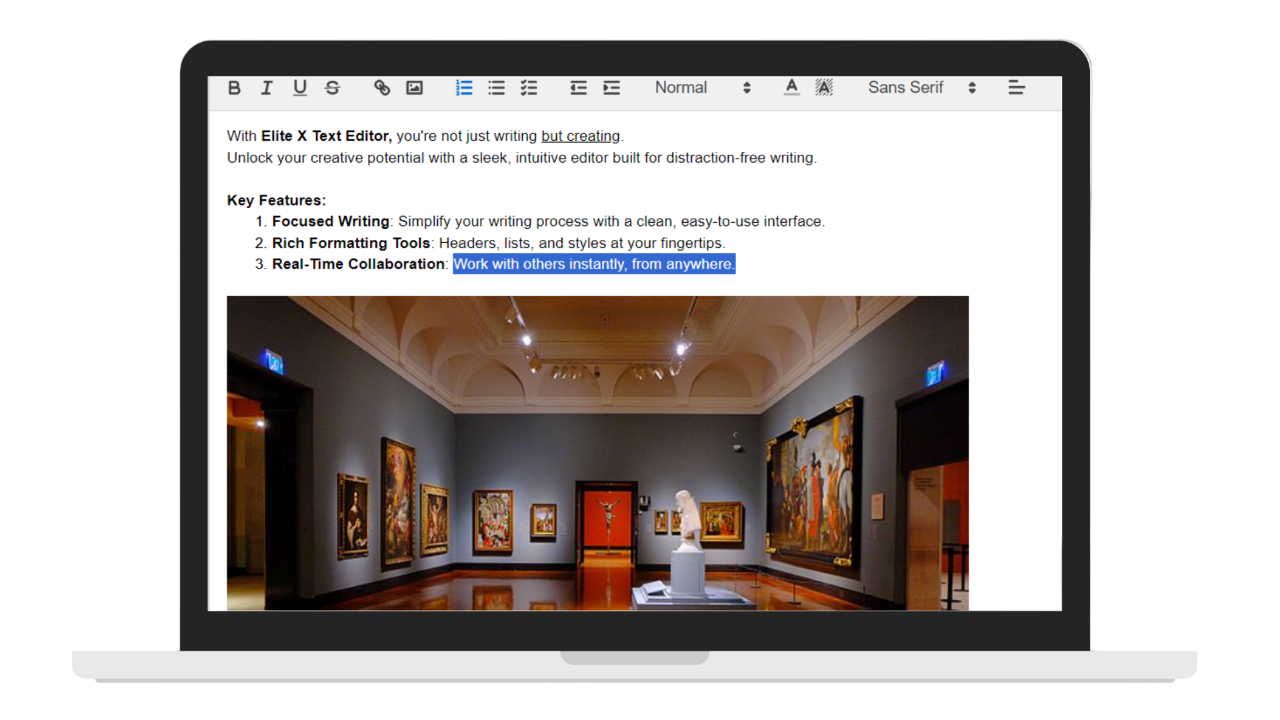 B I U S Normal A A Sans Serif
With Elite X Text Editor, you're not just writing but creating.
Unlock your creative potential with a sleek, intuitive editor built for distraction-free writing.
Key Features:
1. Focused Writing: Simplify your writing process with a clean, easy-to-use interface.
2. Rich Formatting Tools: Headers, lists, and styles at your fingertips.
3. Real-Time Collaboration: Work with others instantly, from anywhere.